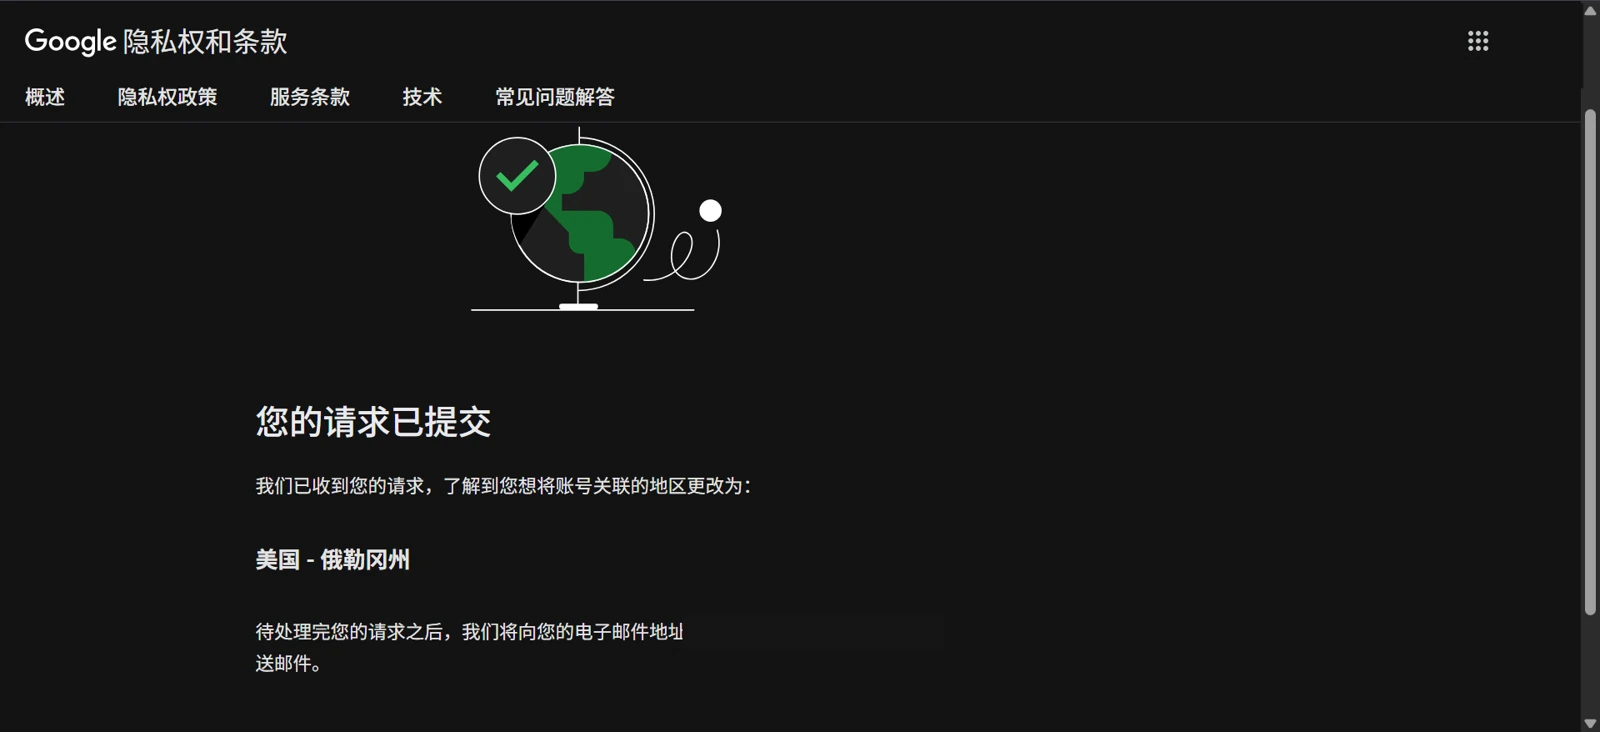 Google 隐私权和条款
概述 隐私权政策 服务条款 技术 常见问题解答
您的请求已提交
我们已收到您的请求，了解到您想将账号关联的地区更改为：
美国 - 俄勒冈州
待处理完您的请求之后，我们将向您的电子邮件地址
送邮件。